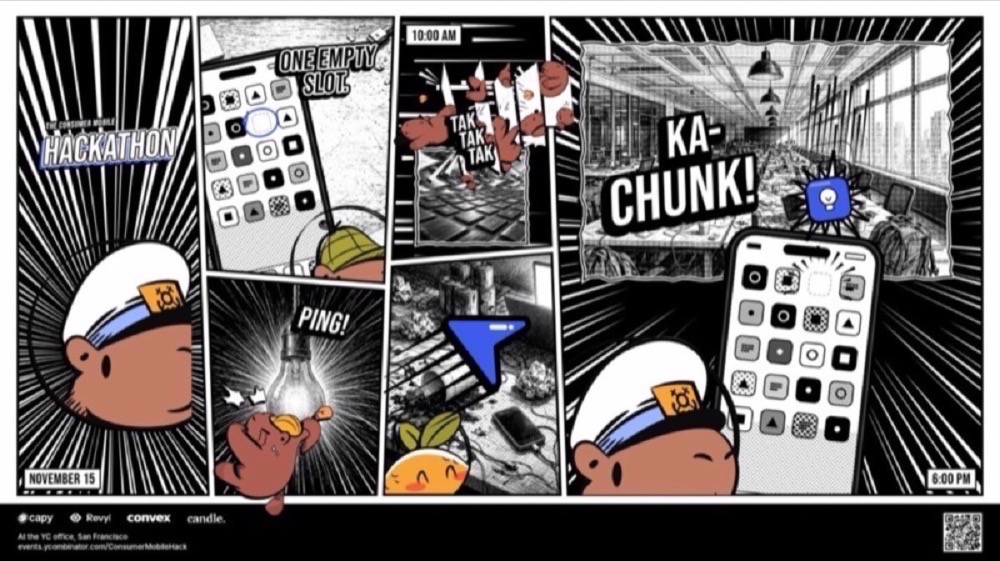 THE CONSUMER MOBILE
HACKATHON
NOVEMBER 15
ONE EMPTY
SLOT.
PING!
10:00 AM
TAK
TAK
TAK
KA-
CHUNK!
6:00 PM
capy
Revyl
convex
candle.
At the YC office, San Francisco
events.ycombinator.com/ConsumerMobileHack